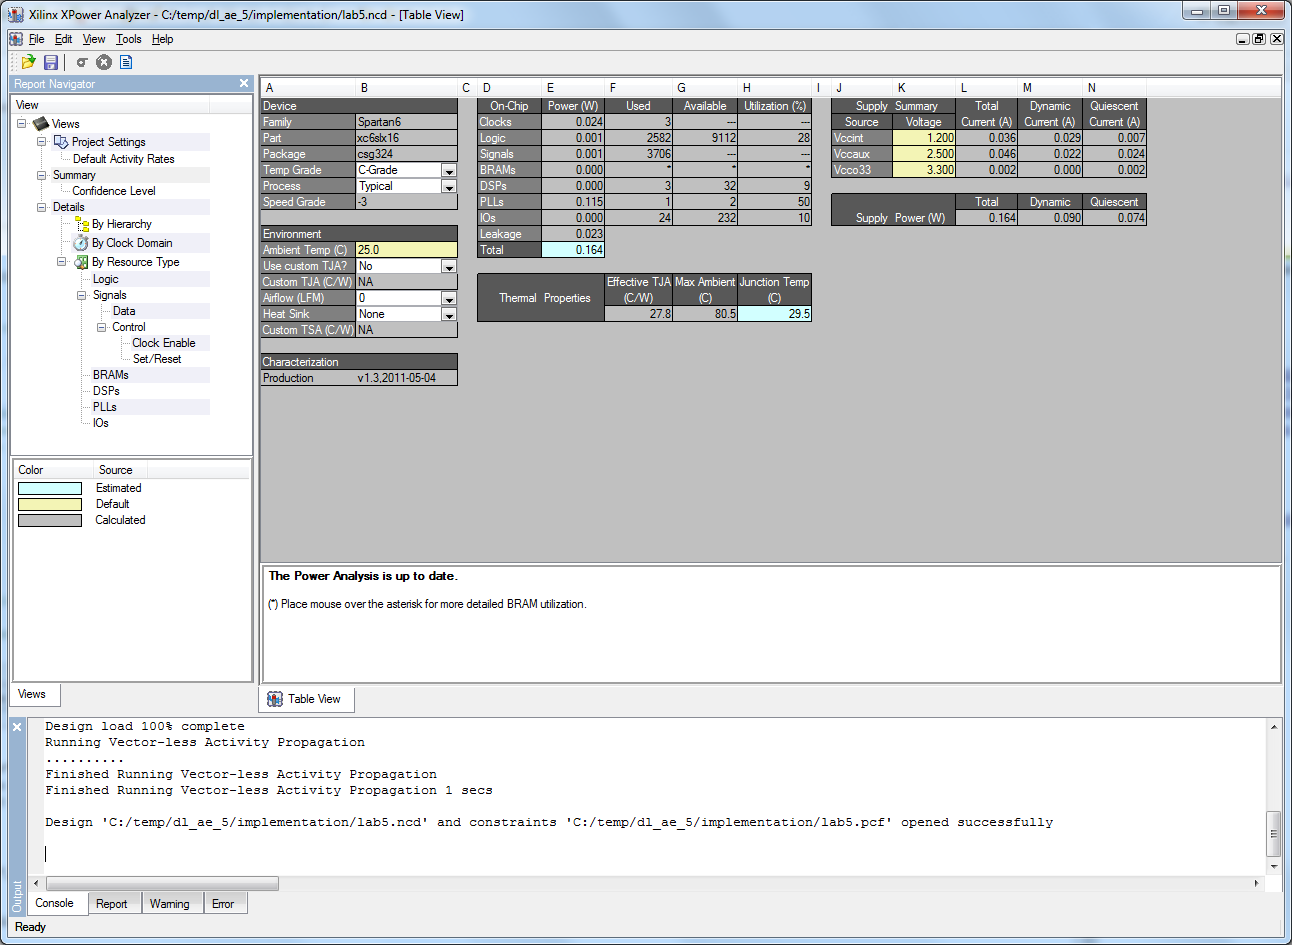 Xilinx XPower Analyzer - C:/temp/dl_ae_5/implementation/lab5.ncd - [Table View]
File Edit View Tools Help
Report Navigator
View
Views
Project Settings
Default Activity Rates
Summary
Confidence Level
Details
By Hierarchy
By Clock Domain
By Resource Type
Logic
Signals
Data
Control
Clock Enable
Set/Reset
BRAMs
DSPs
PLLs
IOs
Color Source
Estimated
Default
Calculated
Views
A B C D E F G H I J K L M N
Device
Family Spartan6
Part xc6slx16
Package csg324
Temp Grade C-Grade
Process Typical
Speed Grade -3
Environment
Ambient Temp (C) 25.0
Use custom TJA? No
Custom TJA (C/W) NA
Airflow (LFM) 0
Heat Sink None
Custom TSA (C/W) NA
Characterization
Production v1.3,2011-05-04
On-Chip Power (W) Used Available Utilization (%)
Clocks 0.024 3 --- ---
Logic 0.001 2582 9112 28
Signals 0.001 3706 --- ---
BRAMs 0.000 * * *
DSPs 0.000 3 32 9
PLLs 0.115 1 2 50
IOs 0.000 24 232 10
Leakage 0.023
Total 0.164
Effective TJA Max Ambient Junction Temp
Thermal Properties (C/W) (C) (C)
27.8 80.5 29.5
Supply Summary Total Dynamic Quiescent
Source Voltage Current (A) Current (A) Current (A)
Vccint 1.200 0.036 0.029 0.007
Vccaux 2.500 0.046 0.022 0.024
Vcco33 3.300 0.002 0.000 0.002
Total Dynamic Quiescent
Supply Power (W) 0.164 0.090 0.074
The Power Analysis is up to date.
(*) Place mouse over the asterisk for more detailed BRAM utilization.
Table View
Design load 100% complete
Running Vector-less Activity Propagation
..........
Finished Running Vector-less Activity Propagation
Finished Running Vector-less Activity Propagation 1 secs
Design 'C:/temp/dl_ae_5/implementation/lab5.ncd' and constraints 'C:/temp/dl_ae_5/implementation/lab5.pcf' opened successfully
Output
Console Report Warning Error
Ready